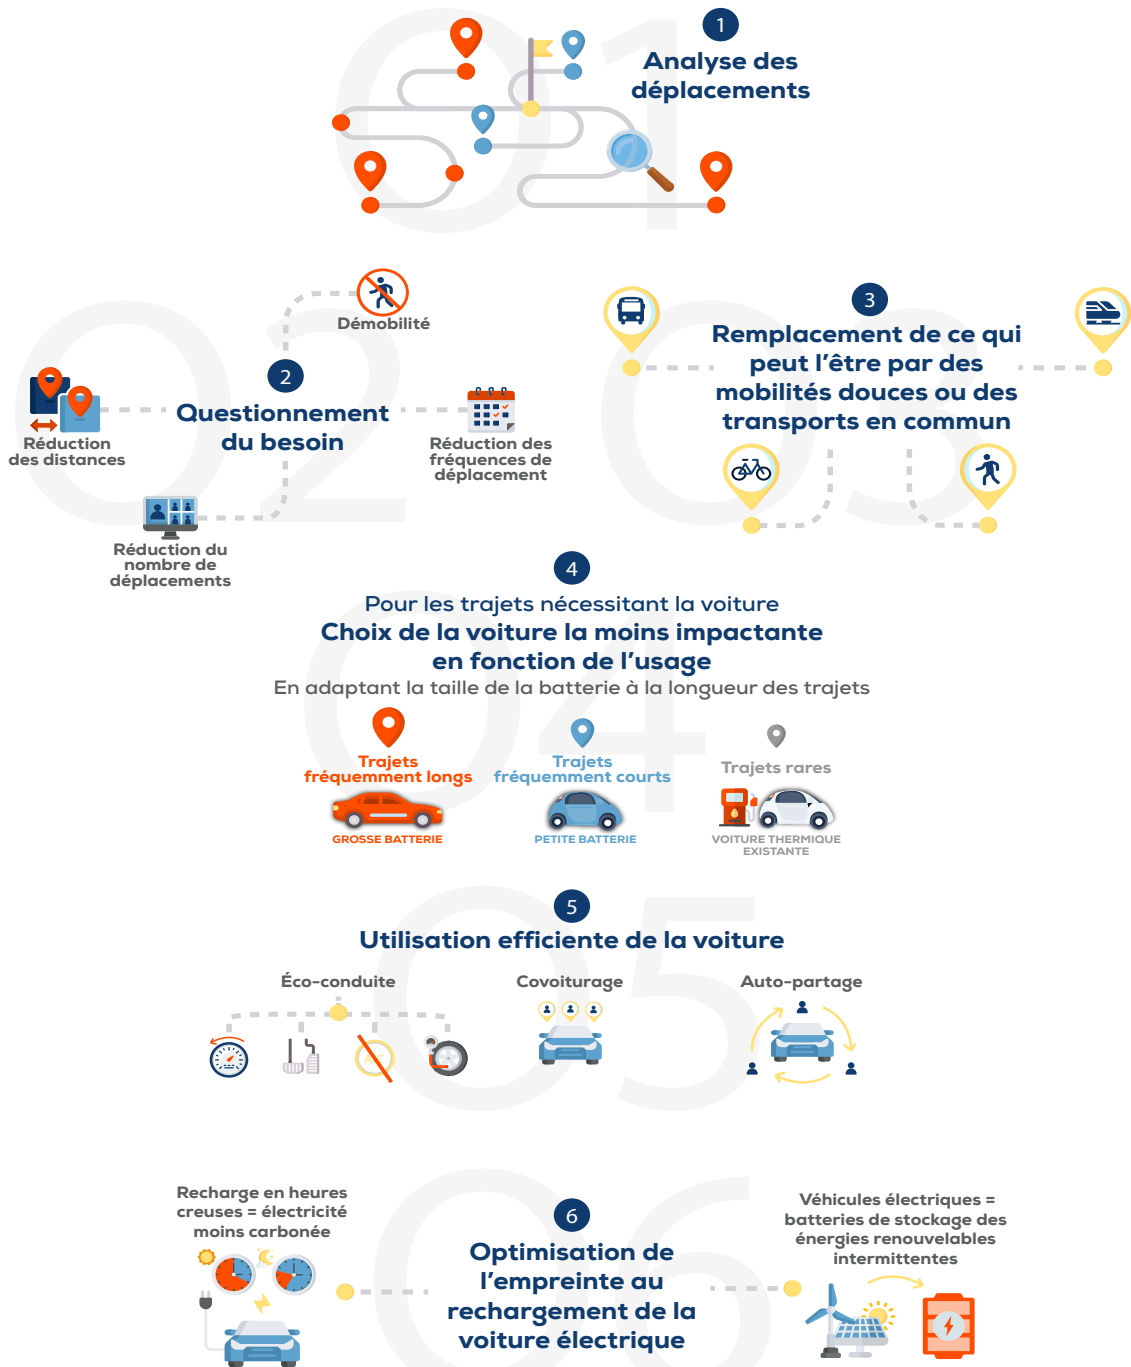 1
Analyse des
déplacements
Démobilité
2
Questionnement
du besoin
Réduction
des distances
Réduction des
fréquences de
déplacement
Réduction du
nombre de
déplacements
3
Remplacement de ce qui
peut l'être par des
mobilités douces ou des
transports en commun
4
Pour les trajets nécessitant la voiture
Choix de la voiture la moins impactante
en fonction de l'usage
En adaptant la taille de la batterie à la longueur des trajets
Trajets
fréquemment longs
GROSSE BATTERIE
Trajets
fréquemment courts
PETITE BATTERIE
Trajets rares
VOITURE THERMIQUE
EXISTANTE
5
Utilisation efficiente de la voiture
Éco-conduite
A/C
Covoiturage
Auto-partage
Recharge en heures
creuses = électricité
moins carbonée
6
Optimisation de
l'empreinte au
rechargement de la
voiture électrique
Véhicules électriques =
batteries de stockage des
énergies renouvelables
intermittentes
01
02
03
04
05
06